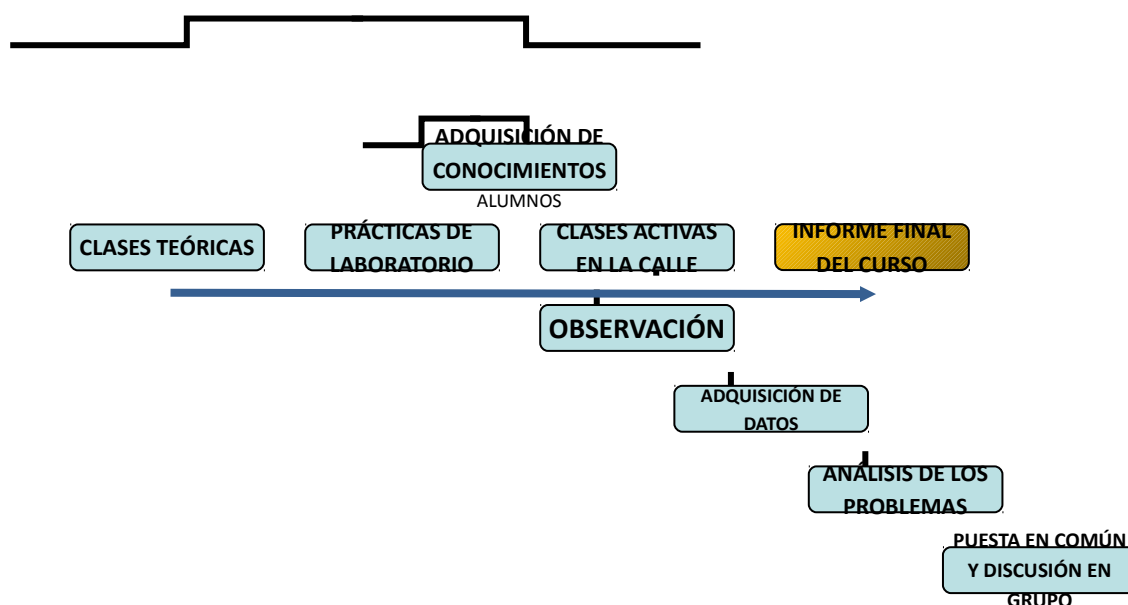 ADQUISICIÓN DE
CONOCIMIENTOS
ALUMNOS
CLASES TEÓRICAS
PRÁCTICAS DE
LABORATORIO
CLASES ACTIVAS
EN LA CALLE
INFORME FINAL
DEL CURSO
OBSERVACIÓN
ADQUISICIÓN DE
DATOS
ANÁLISIS DE LOS
PROBLEMAS
PUESTA EN COMÚN
Y DISCUSIÓN EN
GRUPO